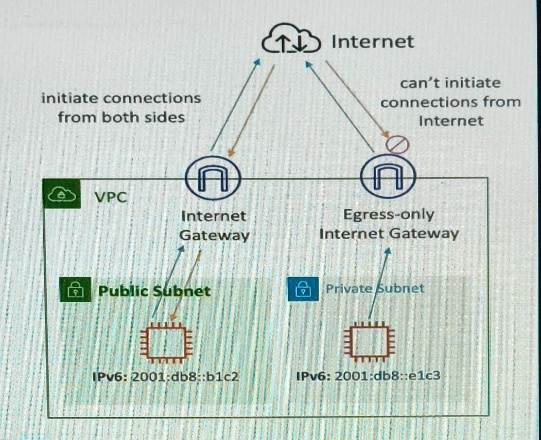 Internet
initiate connections
from both sides
can't initiate
connections from
Internet
VPC
Internet
Gateway
Egress-only
Internet Gateway
Public Subnet
Private Subnet
IPv6: 2001:db8::b1c2
IPv6: 2001:db8::e1c3